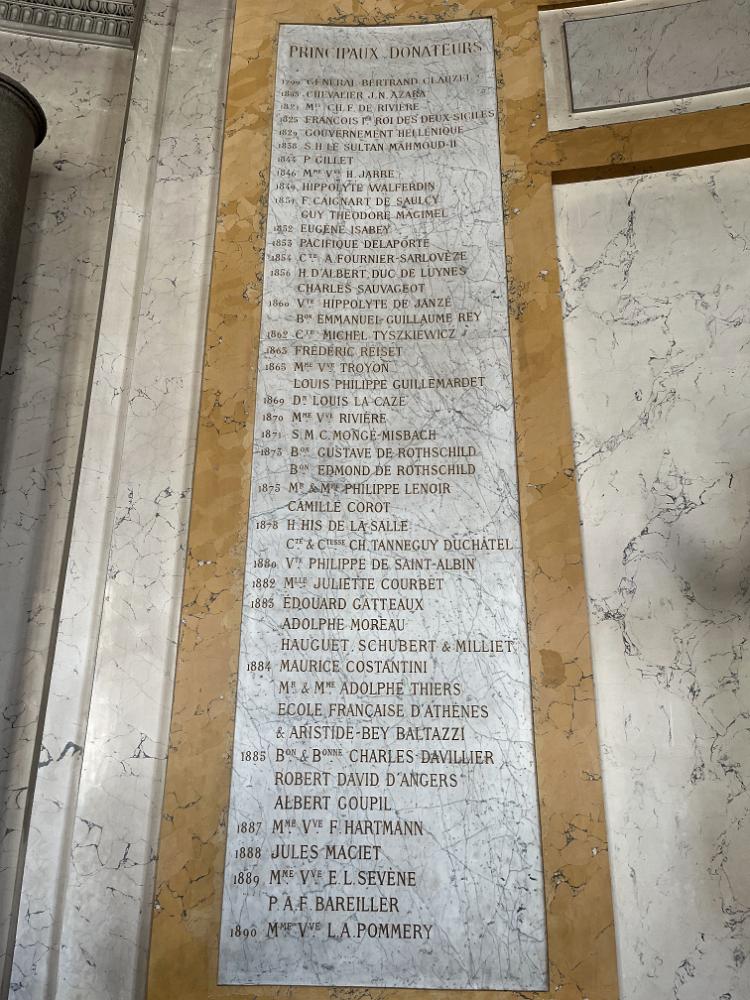 PRINCIPAUX DONATEURS
1799 GÉNÉRAL BERTRAND CLAUZEL
1803 CHEVALIER J.N. AZARA
1821 MIS CH.F. DE RIVIÈRE
1825 FRANÇOIS IER ROI DES DEUX-SICILES
1829 GOUVERNEMENT HELLÉNIQUE
1838 S.H LE SULTAN MAHMOUD-II
1844 P. GILLET
1846 MME VVE H. JARRE
1849 HIPPOLYTE WALFERDIN
1851 F. CAIGNART DE SAULCY
GUY THÉODORE MAGIMEL
1852 EUGÈNE ISABEY
1853 PACIFIQUE DELAPORTE
1854 CTE A. FOURNIER-SARLOVÈZE
1856 H. D'ALBERT, DUC DE LUYNES
CHARLES SAUVAGEOT
1860 VTE HIPPOLYTE DE JANZÉ
BON EMMANUEL-GUILLAUME REY
1862 CTE MICHEL TYSZKIEWICZ
1863 FRÉDÉRIC REISET
1865 MME VVE TROYON
LOUIS PHILIPPE GUILLEMARDET
1869 DR LOUIS LA CAZE
1870 MME VVE RIVIÈRE
1871 S.M.C. MONGE-MISBACH
1873 BON GUSTAVE DE ROTHSCHILD
BON EDMOND DE ROTHSCHILD
1875 MR & MME PHILIPPE LENOIR
CAMILLE COROT
1878 H. HIS DE LA SALLE
CTE & CTESSE CH. TANNEGUY DUCHÂTEL
1880 VTE PHILIPPE DE SAINT-ALBIN
1882 MLLE JULIETTE COURBET
1883 ÉDOUARD GATTEAUX
ADOLPHE MOREAU
HAUGUET, SCHUBERT & MILLIET
1884 MAURICE COSTANTINI
MR & MME ADOLPHE THIERS
ECOLE FRANÇAISE D'ATHÈNES
& ARISTIDE-BEY BALTAZZI
1885 BON & BONNE CHARLES DAVILLIER
ROBERT DAVID D'ANGERS
ALBERT GOUPIL
1887 MME VVE F. HARTMANN
1888 JULES MACIET
1889 MME VVE E.L. SEVÈNE
P.A.F. BAREILLER
1890 MME VVE L.A. POMMERY